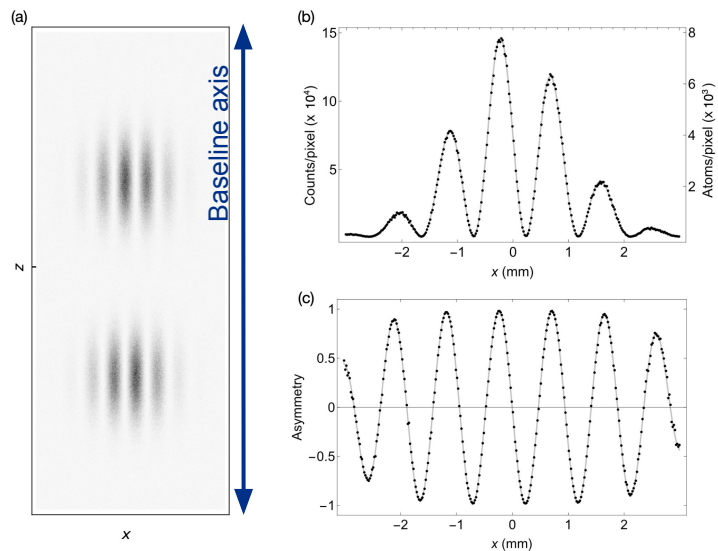 (a)
Baseline axis
z
x
(b)
15
10
5
Counts/pixel (x 10⁴)
8
6
4
2
Atoms/pixel (x 10³)
−2 −1 0 1 2
x (mm)
(c)
1
0.5
0
−0.5
−1
Asymmetry
−2 −1 0 1 2
x (mm)